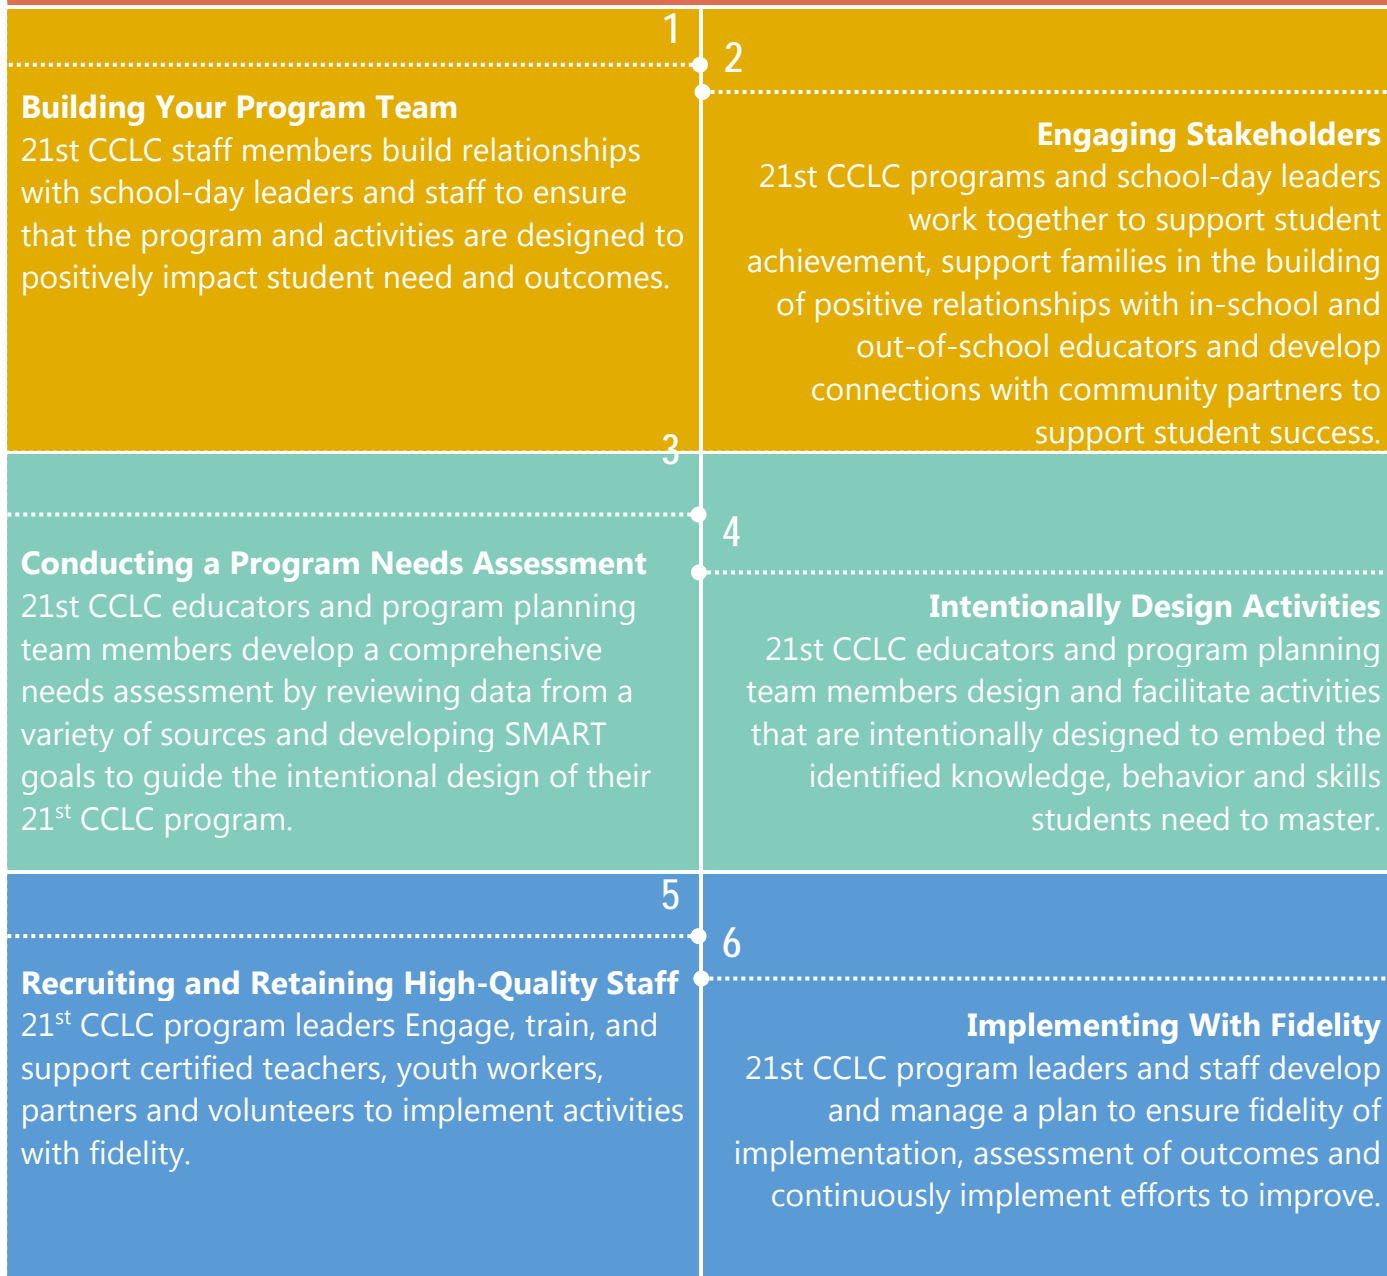 1
Building Your Program Team
21st CCLC staff members build relationships
with school-day leaders and staff to ensure
that the program and activities are designed to
positively impact student need and outcomes.
2
Engaging Stakeholders
21st CCLC programs and school-day leaders
work together to support student
achievement, support families in the building
of positive relationships with in-school and
out-of-school educators and develop
connections with community partners to
support student success.
3
Conducting a Program Needs Assessment
21st CCLC educators and program planning
team members develop a comprehensive
needs assessment by reviewing data from a
variety of sources and developing SMART
goals to guide the intentional design of their
21st CCLC program.
4
Intentionally Design Activities
21st CCLC educators and program planning
team members design and facilitate activities
that are intentionally designed to embed the
identified knowledge, behavior and skills
students need to master.
5
Recruiting and Retaining High-Quality Staff
21st CCLC program leaders Engage, train, and
support certified teachers, youth workers,
partners and volunteers to implement activities
with fidelity.
6
Implementing With Fidelity
21st CCLC program leaders and staff develop
and manage a plan to ensure fidelity of
implementation, assessment of outcomes and
continuously implement efforts to improve.